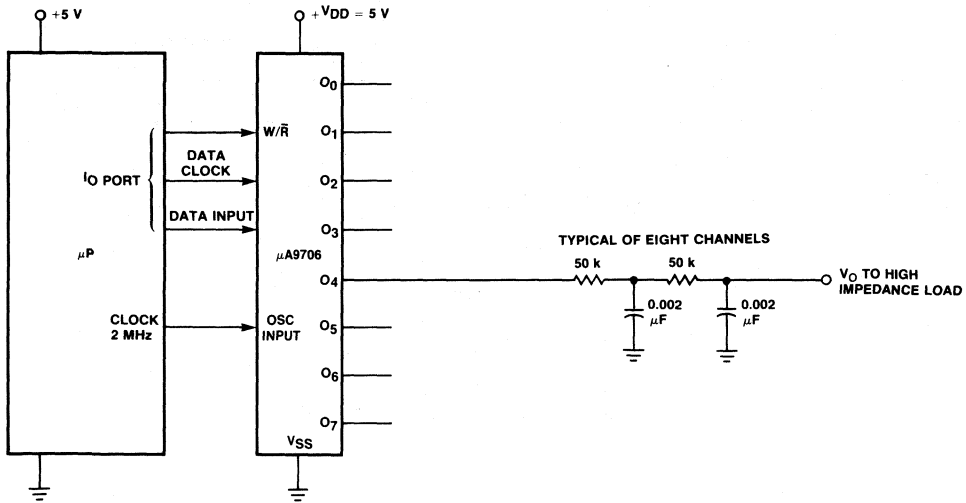 +5 V
+VDD = 5 V
O0
W/R̄
O1
DATA
CLOCK
IO PORT
O2
DATA INPUT
O3
TYPICAL OF EIGHT CHANNELS
50 k
50 k
μP
μA9706
O4
VO TO HIGH
IMPEDANCE LOAD
0.002
μF
0.002
μF
CLOCK
2 MHz
OSC
INPUT
O5
O6
O7
VSS